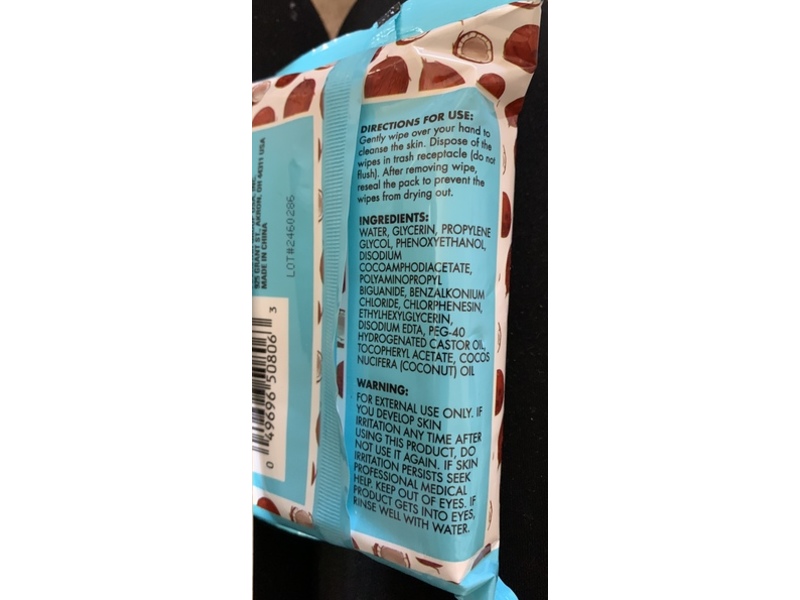 DIRECTIONS FOR USE:
Gently wipe over your hand to
cleanse the skin. Dispose of the
wipes in trash receptacle (do not
flush). After removing wipe,
reseal the pack to prevent the
wipes from drying out.
INGREDIENTS:
WATER, GLYCERIN, PROPYLENE
GLYCOL, PHENOXYETHANOL,
DISODIUM
COCOAMPHODIACETATE,
POLYAMINOPROPYL
BIGUANIDE, BENZALKONIUM
CHLORIDE, CHLORPHENESIN,
ETHYLHEXYLGLYCERIN,
DISODIUM EDTA, PEG-40
HYDROGENATED CASTOR OIL,
TOCOPHERYL ACETATE, COCOS
NUCIFERA (COCONUT) OIL
WARNING:
FOR EXTERNAL USE ONLY. IF
YOU DEVELOP SKIN
IRRITATION ANY TIME AFTER
USING THIS PRODUCT, DO
NOT USE IT AGAIN. IF SKIN
IRRITATION PERSISTS SEEK
PROFESSIONAL MEDICAL
HELP. KEEP OUT OF EYES. IF
PRODUCT GETS INTO EYES,
RINSE WELL WITH WATER.
GRANT ST. AKRON, OH 44311 USA
MADE IN CHINA
LOT#2460286
0 49696 50806 3